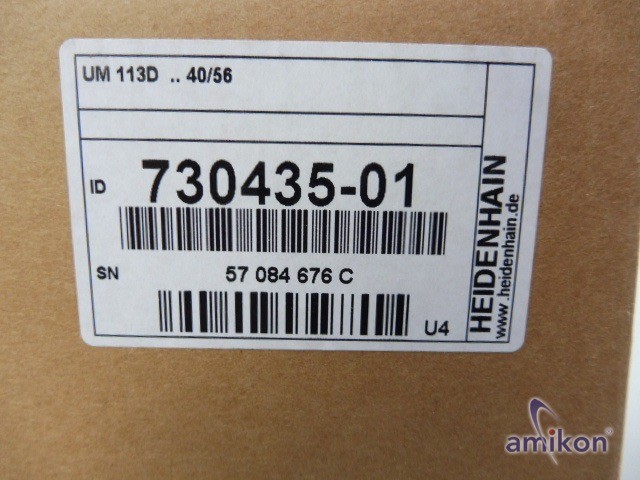 UM 113D .. 40/56
ID 730435-01
SN 57 084 676 C
U4
HEIDENHAIN
www.heidenhain.de
amikon®